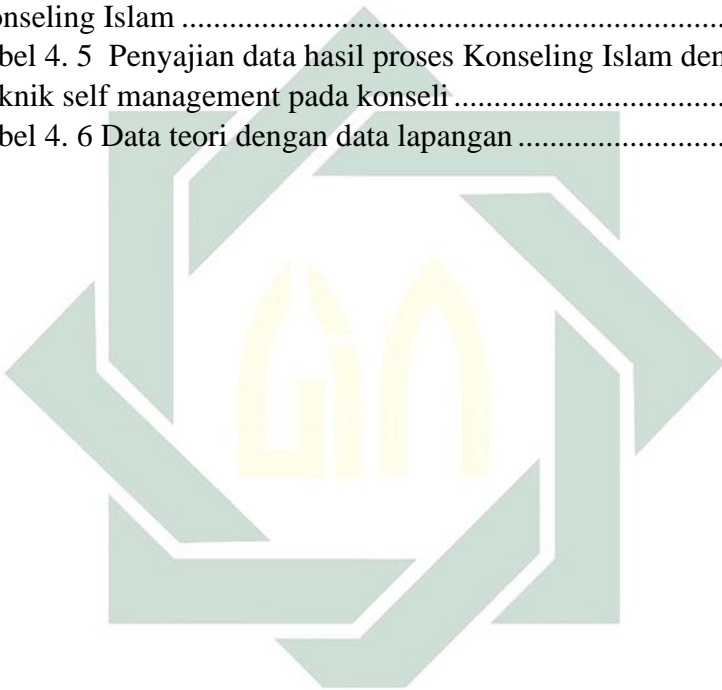 onseling Islam ....................................................................
bel 4. 5 Penyajian data hasil proses Konseling Islam den
knik self management pada konseli ..................................
bel 4. 6 Data teori dengan data lapangan ..........................